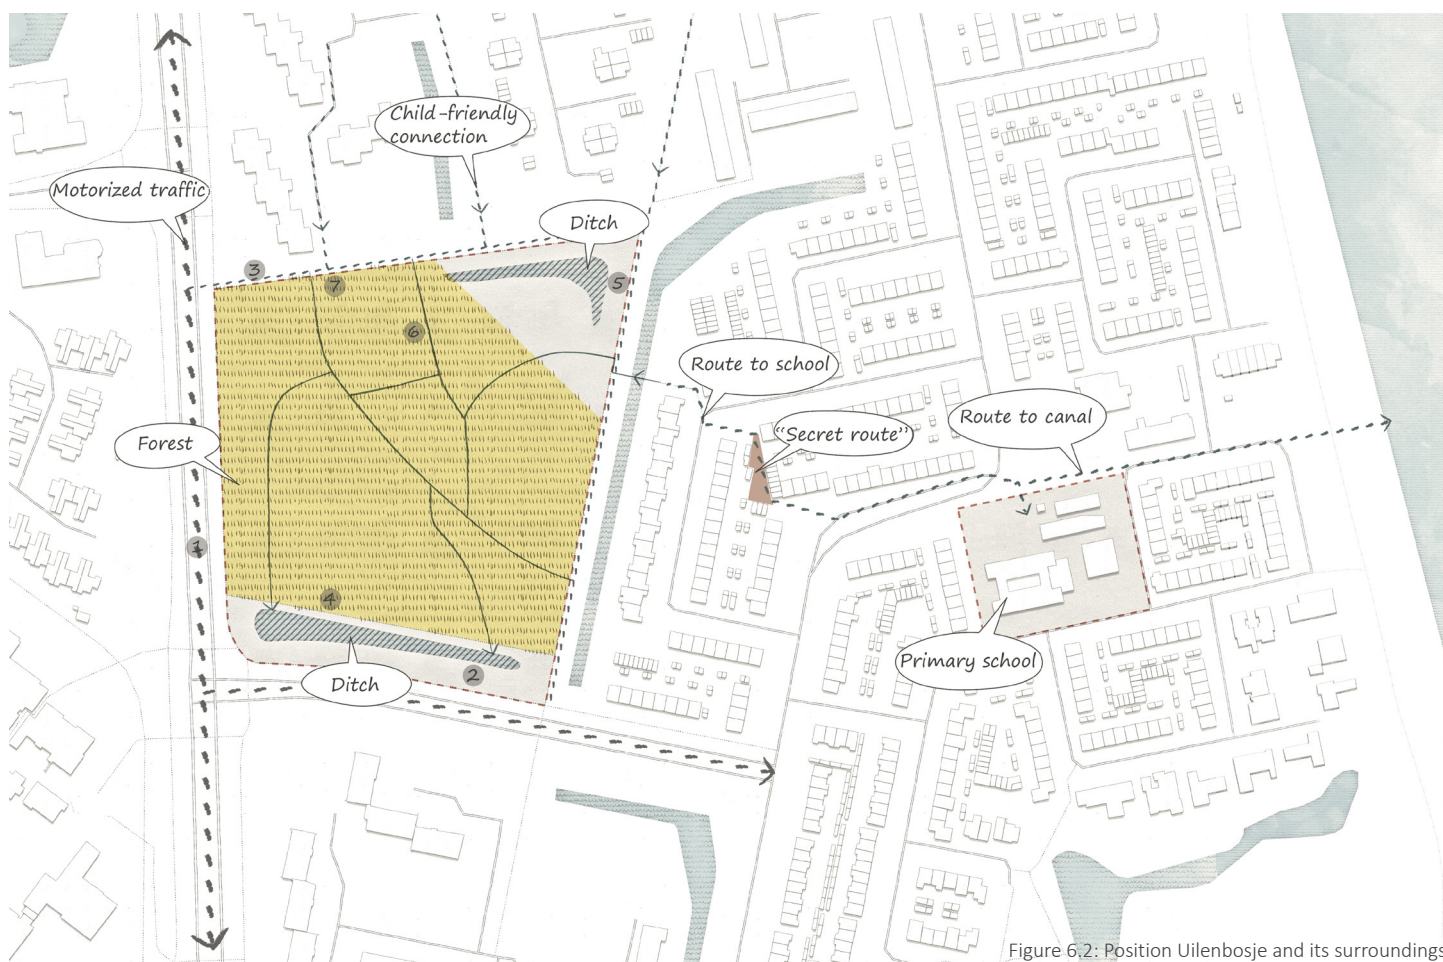 Child-friendly
connection
Motorized traffic
Ditch
3
7
5
6
Route to school
"Secret route"
Route to canal
Forest
1
4
Primary school
2
Ditch
Figure 6.2: Position Uilenbosje and its surroundings